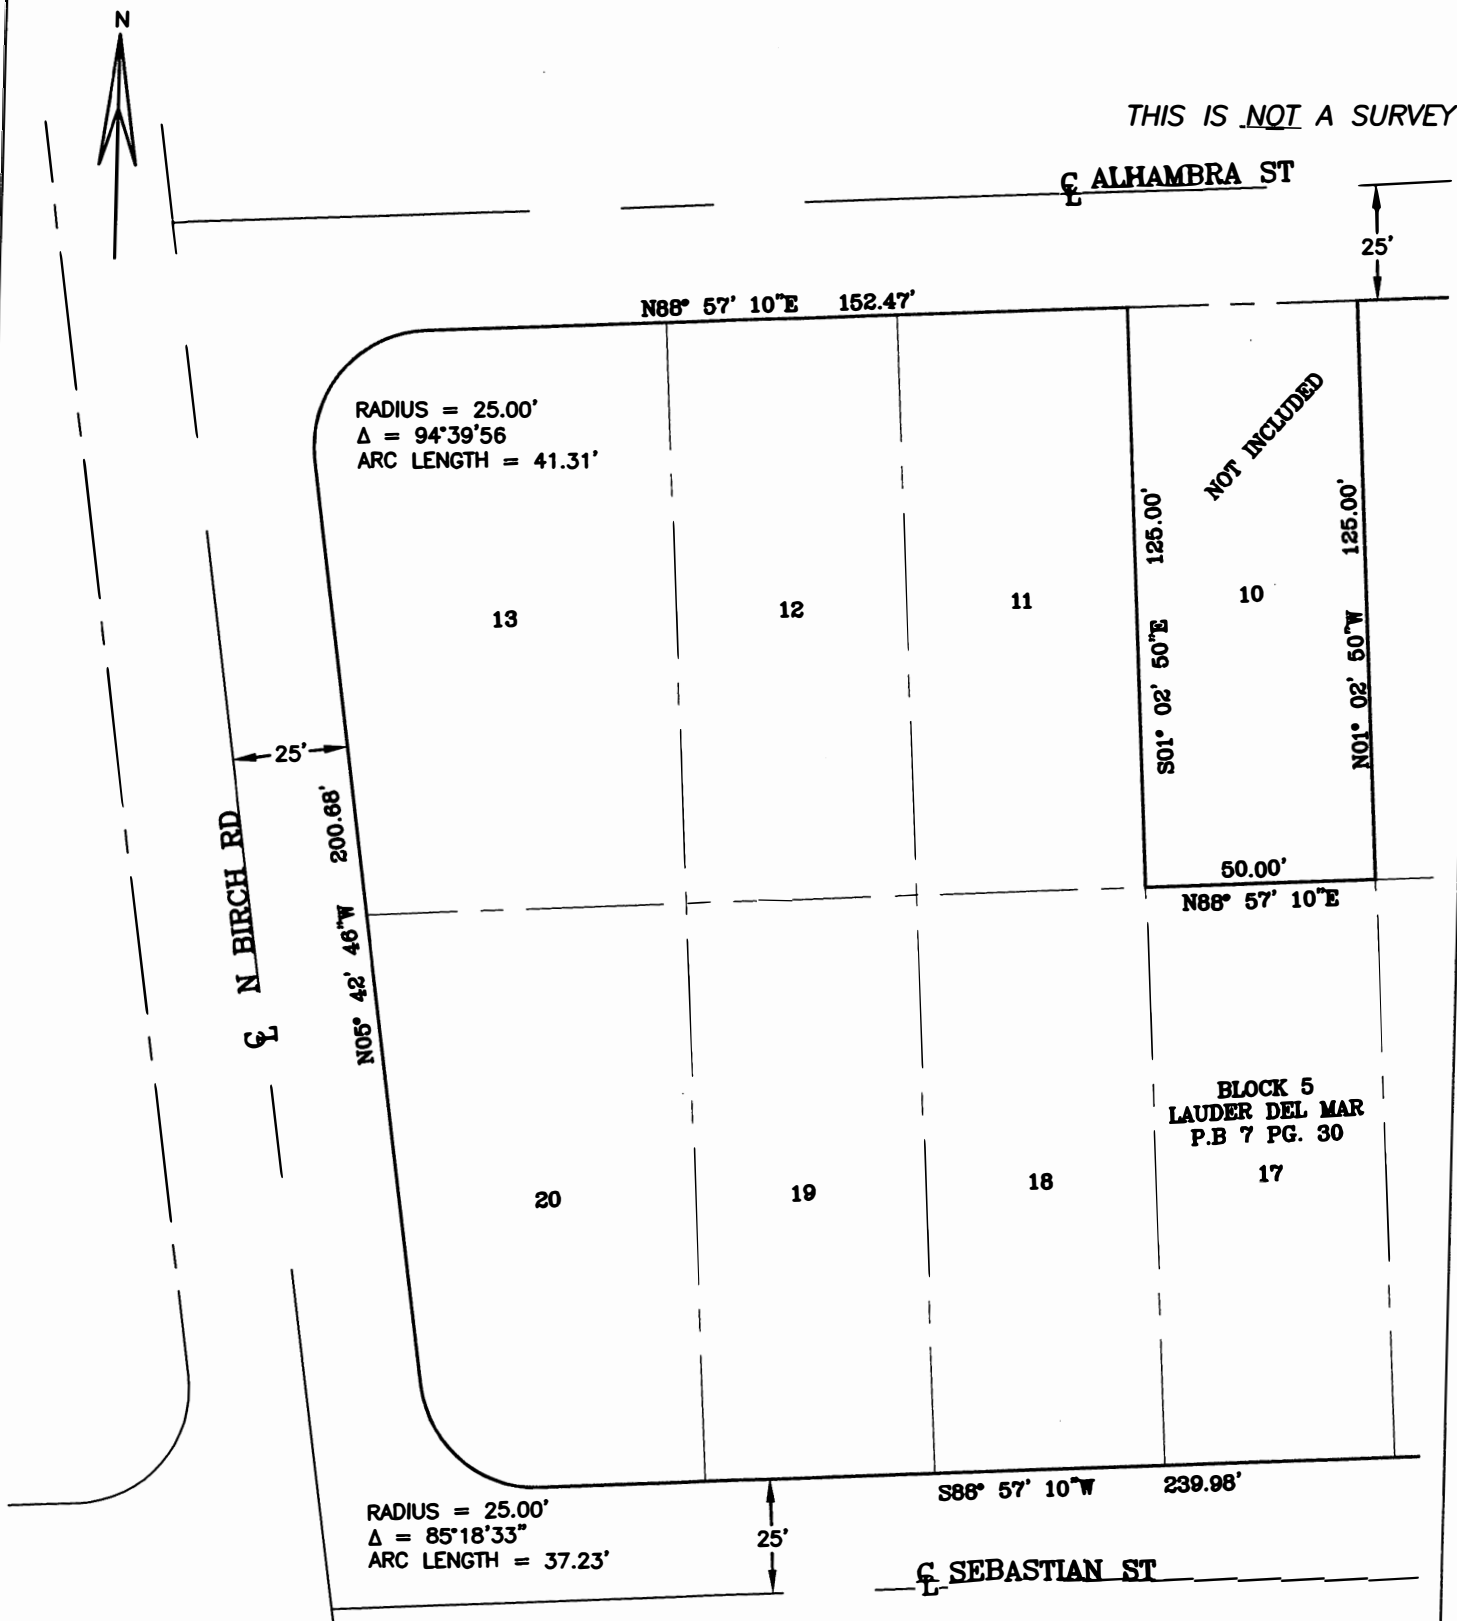 N
THIS IS NOT A SURVEY
℄ ALHAMBRA ST
25'
N88° 57' 10"E 152.47'
RADIUS = 25.00'
Δ = 94°39'56
ARC LENGTH = 41.31'
NOT INCLUDED
125.00'
S01° 02' 50"E
125.00'
N01° 02' 50"W
13
12
11
10
25'
200.68'
N05° 42' 46"W
℄ N BIRCH RD
50.00'
N88° 57' 10"E
BLOCK 5
LAUDER DEL MAR
P.B 7 PG. 30
20
19
18
17
S88° 57' 10"W 239.98'
RADIUS = 25.00'
Δ = 85°18'33"
ARC LENGTH = 37.23'
25'
℄ SEBASTIAN ST